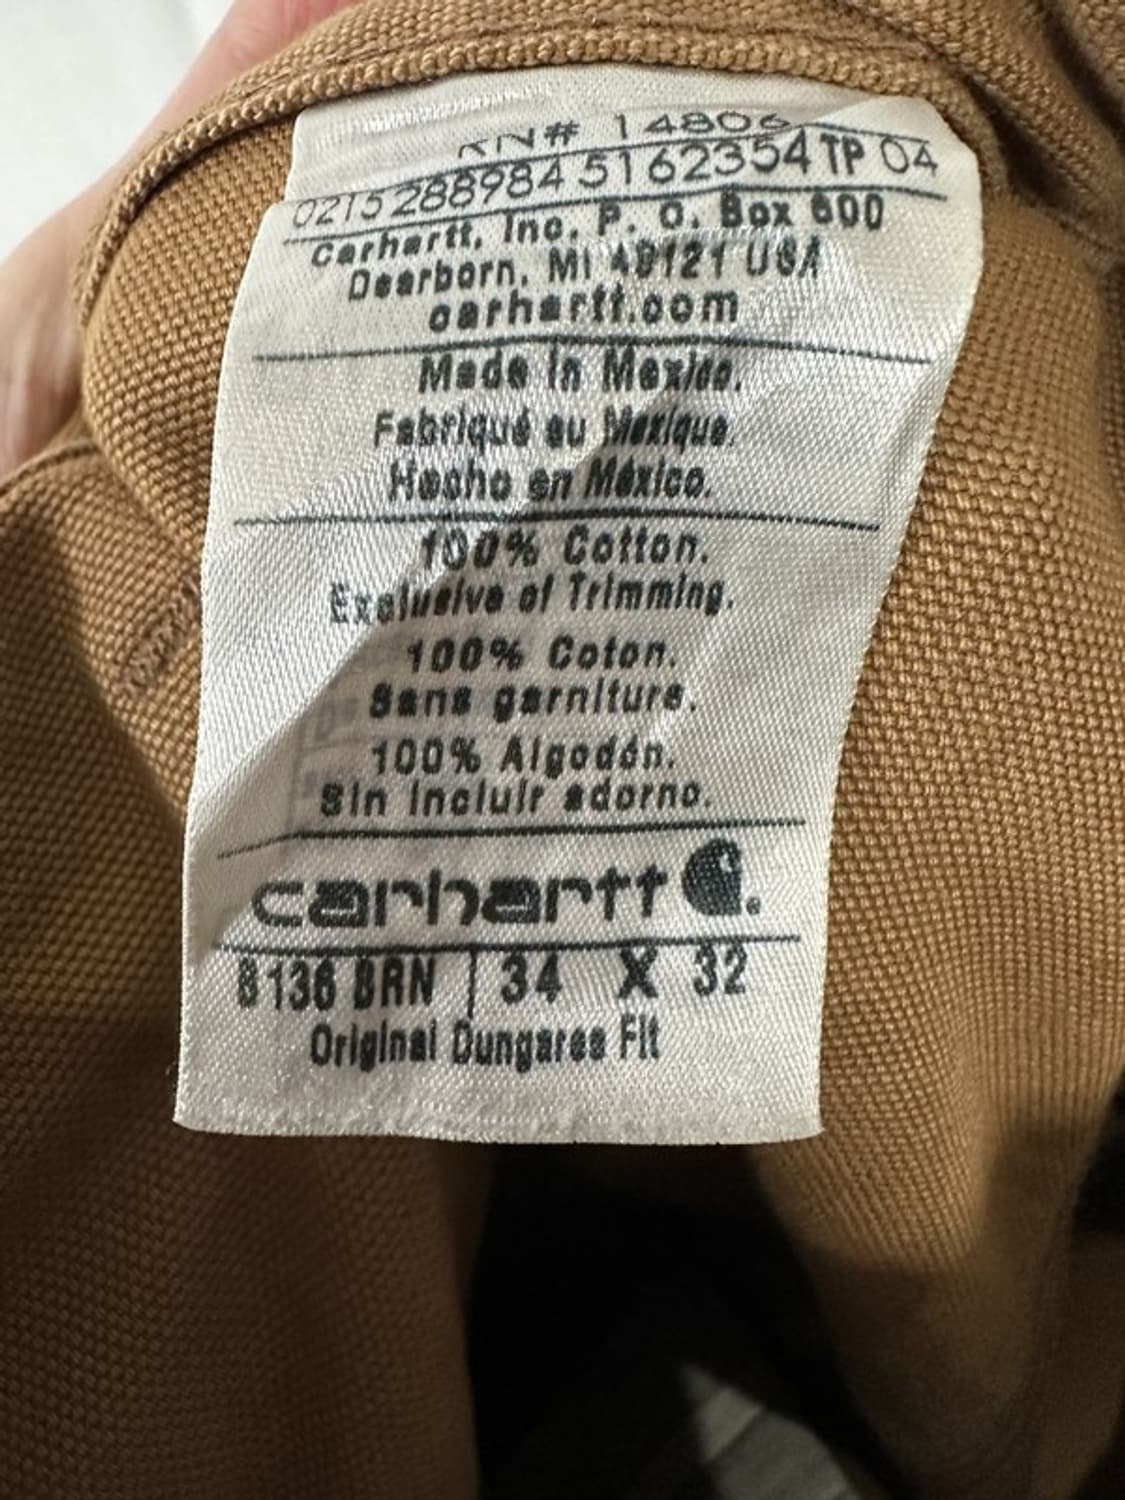 RN# 14806
0215288984 5162354 TP 04
Carhartt, Inc. P. O. Box 600
Dearborn, MI 48121 USA
carhartt.com
Made in Mexico.
Fabriqué au Mexique.
Hecho en México.
100% Cotton.
Exclusive of Trimming.
100% Coton.
Sans garniture.
100% Algodón.
Sin incluir adorno.
carhartt
B136 BRN | 34 X 32
Original Dungaree Fit